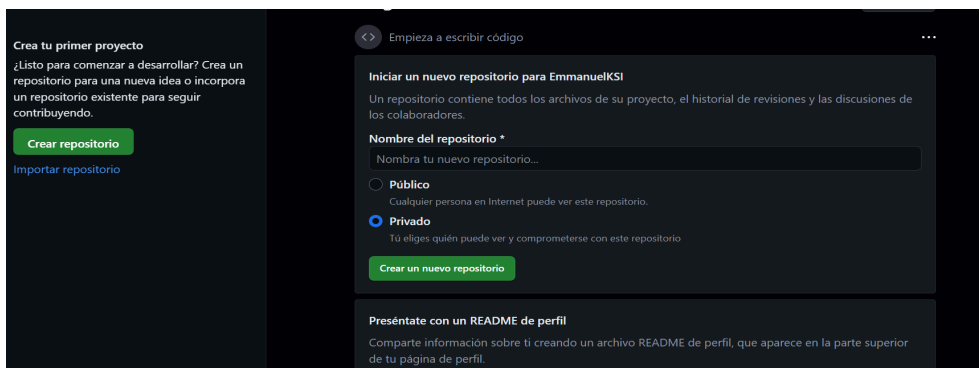 Crea tu primer proyecto
¿Listo para comenzar a desarrollar? Crea un
repositorio para una nueva idea o incorpora
un repositorio existente para seguir
contribuyendo.
Crear repositorio
Importar repositorio
<> Empieza a escribir código
...
Iniciar un nuevo repositorio para EmmanuelKSI
Un repositorio contiene todos los archivos de su proyecto, el historial de revisiones y las discusiones de
los colaboradores.
Nombre del repositorio *
Nombra tu nuevo repositorio...
Público
Cualquier persona en Internet puede ver este repositorio.
Privado
Tú eliges quién puede ver y comprometerse con este repositorio
Crear un nuevo repositorio
Preséntate con un README de perfil
Comparte información sobre ti creando un archivo README de perfil, que aparece en la parte superior
de tu página de perfil.